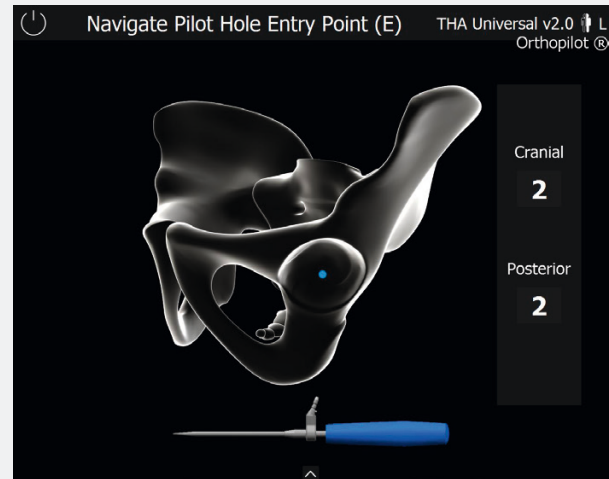 Navigate Pilot Hole Entry Point (E)
THA Universal v2.0 L
Orthopilot ®
Cranial
2
Posterior
2